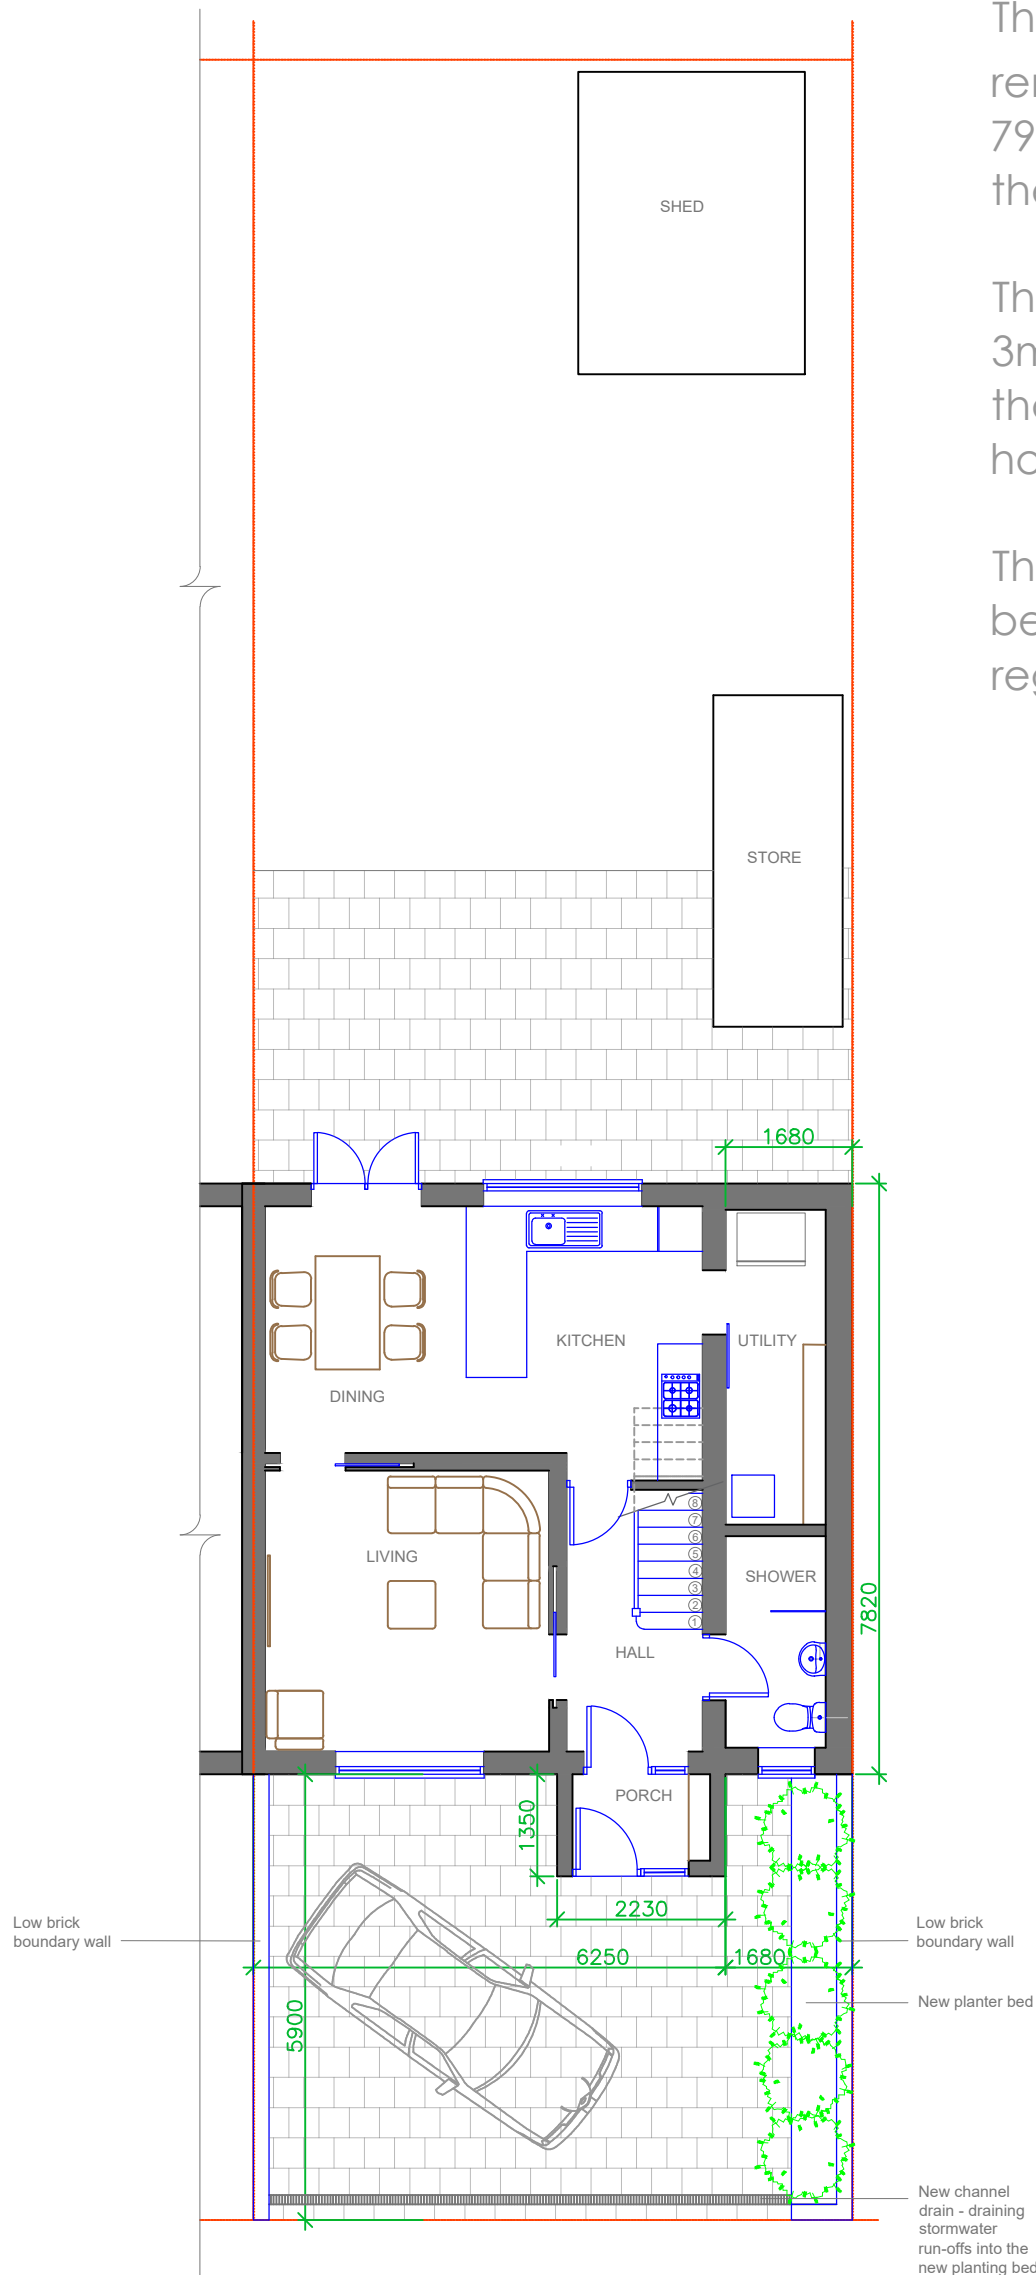 SHED
STORE
1680
KITCHEN
UTILITY
DINING
LIVING
8
7
6
5
4
3
2
1
SHOWER
7820
HALL
PORCH
1350
2230
6250
1680
5900
Low brick
boundary wall
Low brick
boundary wall
New planter bed
New channel
drain - draining
stormwater
run-offs into the
new planting bed
79
3m